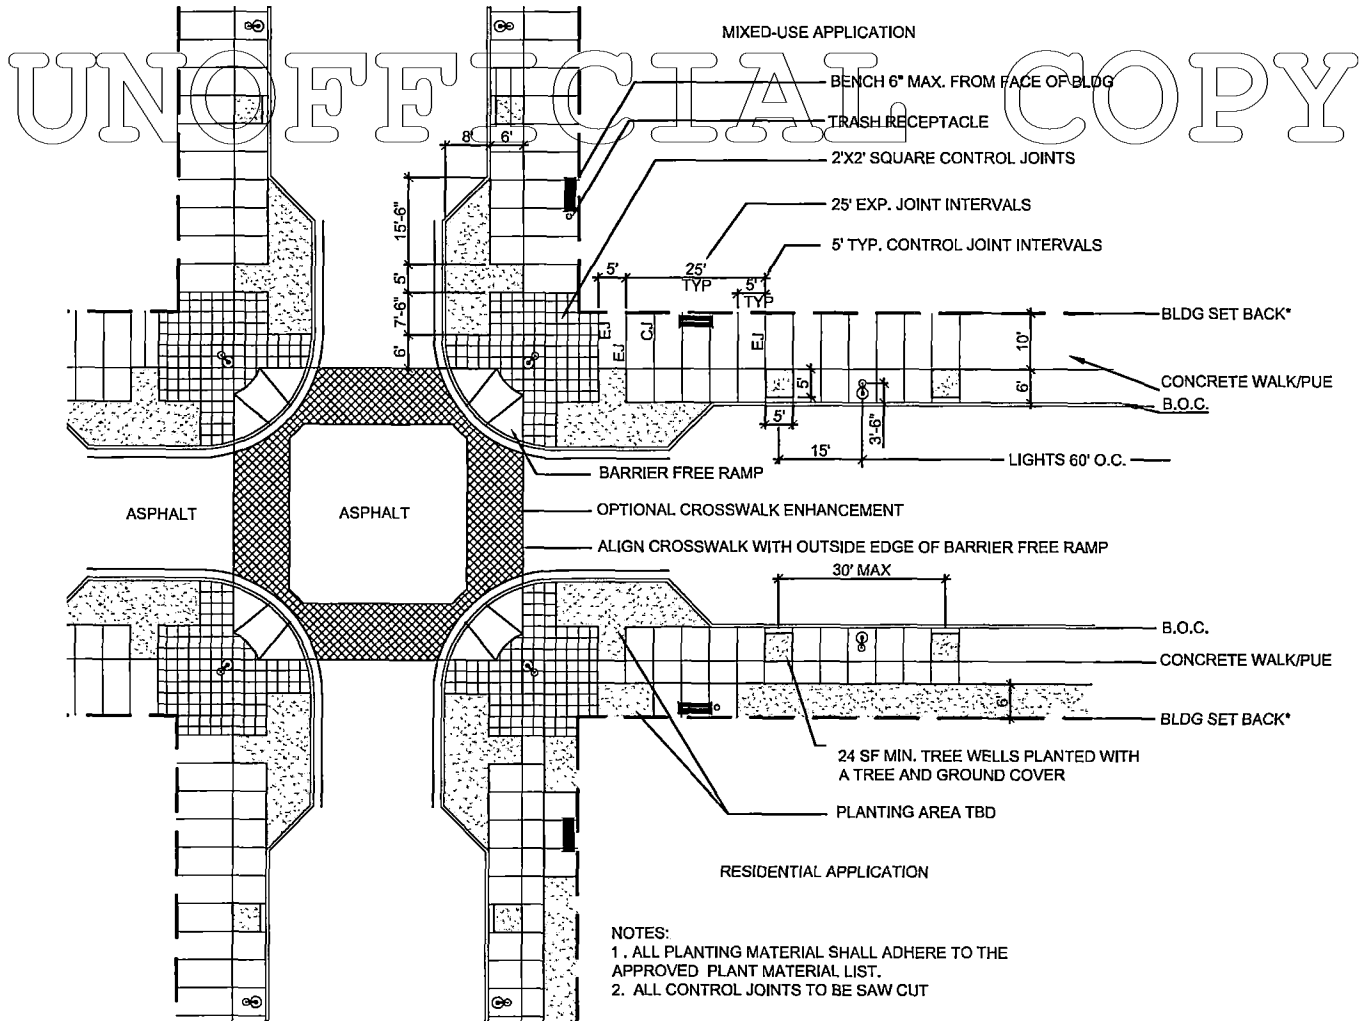 MIXED-USE APPLICATION
UNOFFICIAL COPY
BENCH 6" MAX. FROM FACE OF BLDG
TRASH RECEPTACLE
2'X2' SQUARE CONTROL JOINTS
25' EXP. JOINT INTERVALS
5' TYP. CONTROL JOINT INTERVALS
8'
6'
15'-6"
5'
7'-6"
6'
5'
25'
TYP
5'
TYP
EJ
EJ
CJ
EJ
BLDG SET BACK*
10'
CONCRETE WALK/PUE
6'
B.O.C.
5'
5'
3'-6"
15'
LIGHTS 60' O.C.
BARRIER FREE RAMP
ASPHALT
ASPHALT
OPTIONAL CROSSWALK ENHANCEMENT
ALIGN CROSSWALK WITH OUTSIDE EDGE OF BARRIER FREE RAMP
30' MAX
B.O.C.
CONCRETE WALK/PUE
6'
BLDG SET BACK*
24 SF MIN. TREE WELLS PLANTED WITH
A TREE AND GROUND COVER
PLANTING AREA TBD
RESIDENTIAL APPLICATION
NOTES:
1. ALL PLANTING MATERIAL SHALL ADHERE TO THE
APPROVED PLANT MATERIAL LIST.
2. ALL CONTROL JOINTS TO BE SAW CUT